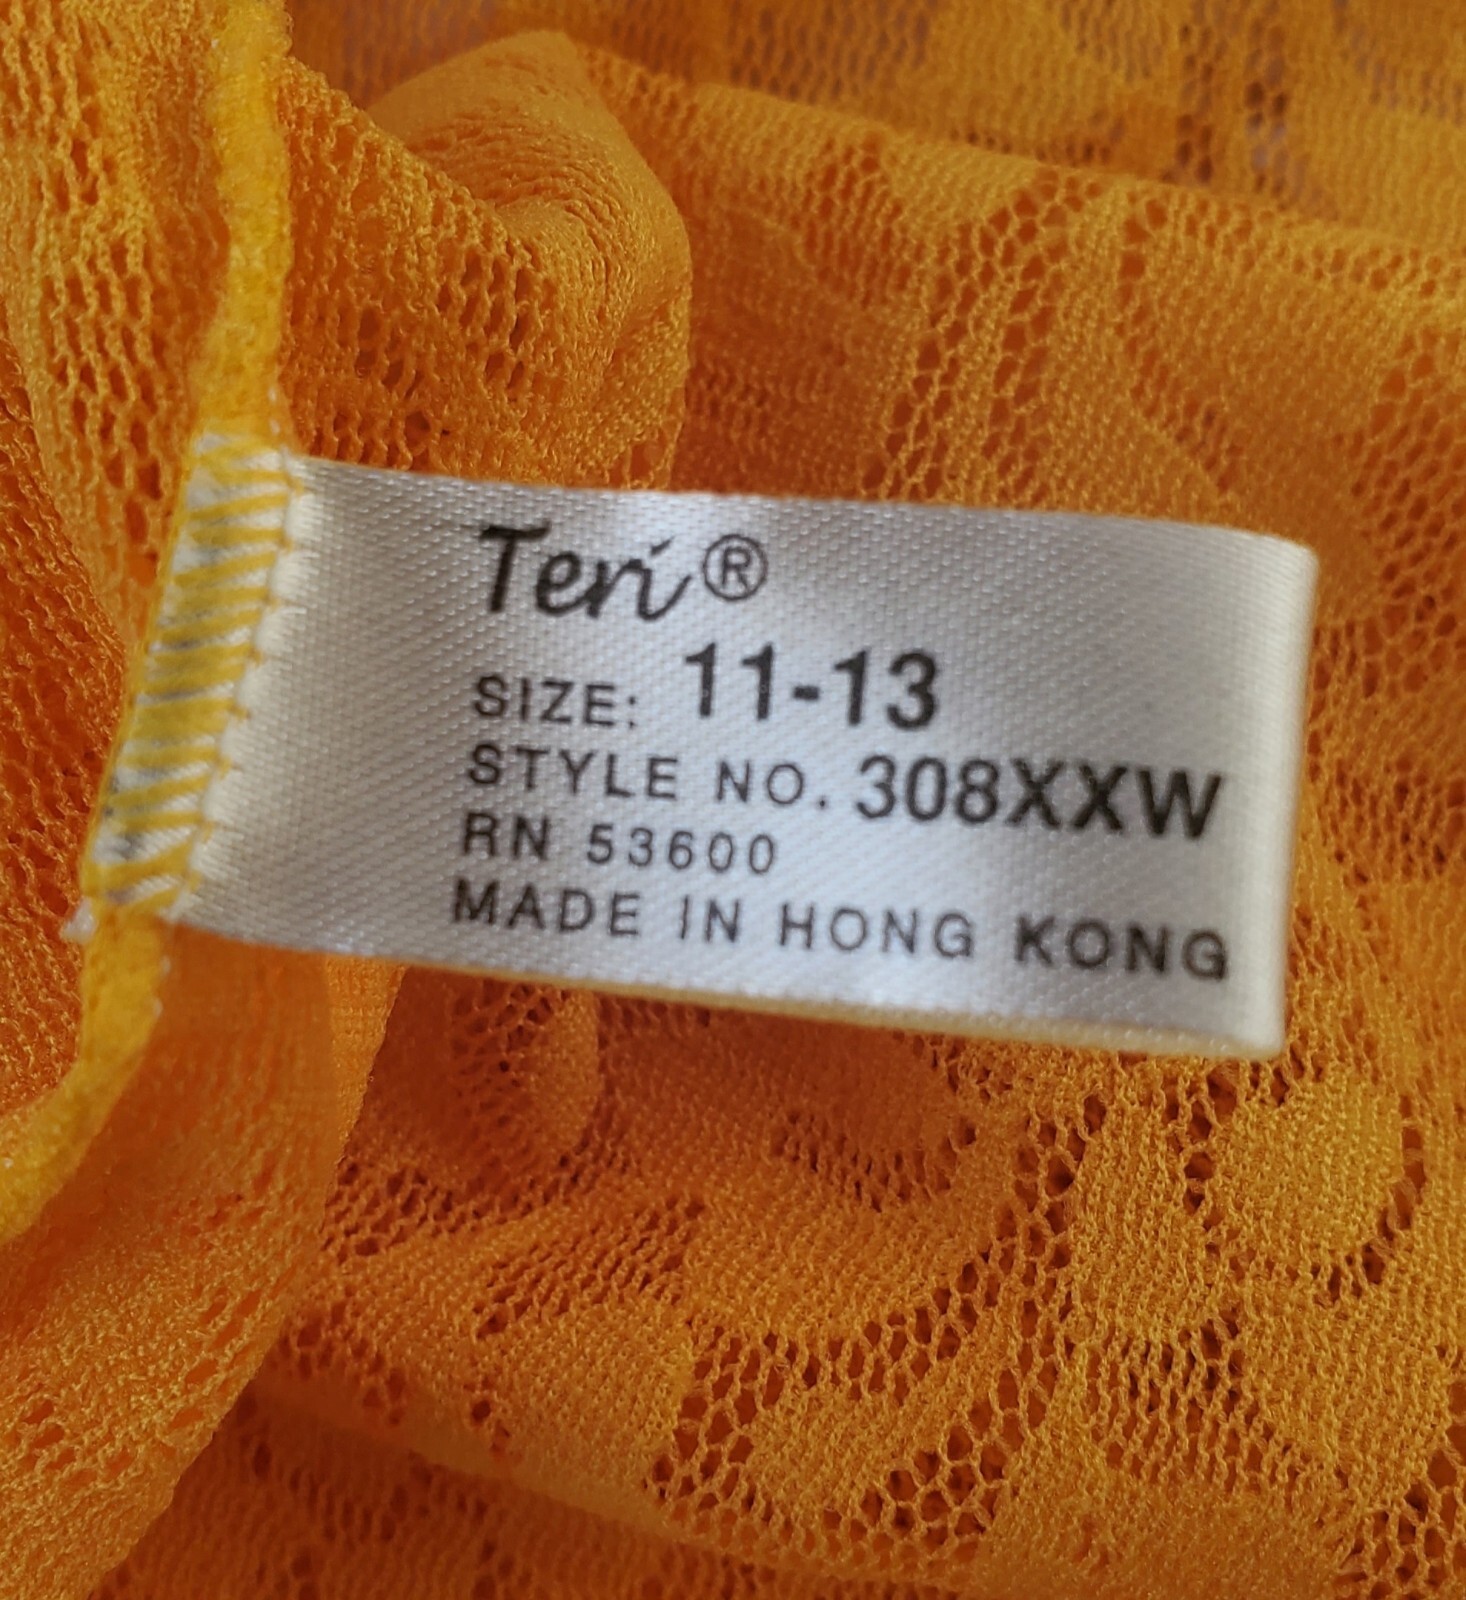 Teri®
SIZE: 11-13
STYLE NO. 308XXW
RN 53600
MADE IN HONG KONG